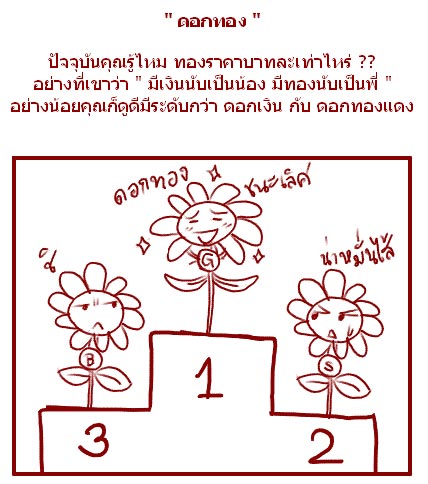 " ดอกทอง "
ปัจจุบันคุณรู้ไหม ทองราคาบาทละเท่าไหร่ ??
อย่างที่เขาว่า " มีเงินนับเป็นน้อง มีทองนับเป็นพี่ "
อย่างน้อยคุณก็ดูดีมีระดับกว่า ดอกเงิน กับ ดอกทองแดง
ดอกทอง ชนะเลิศ
น่าหมั่นไส้
G
B
S
1
3
2